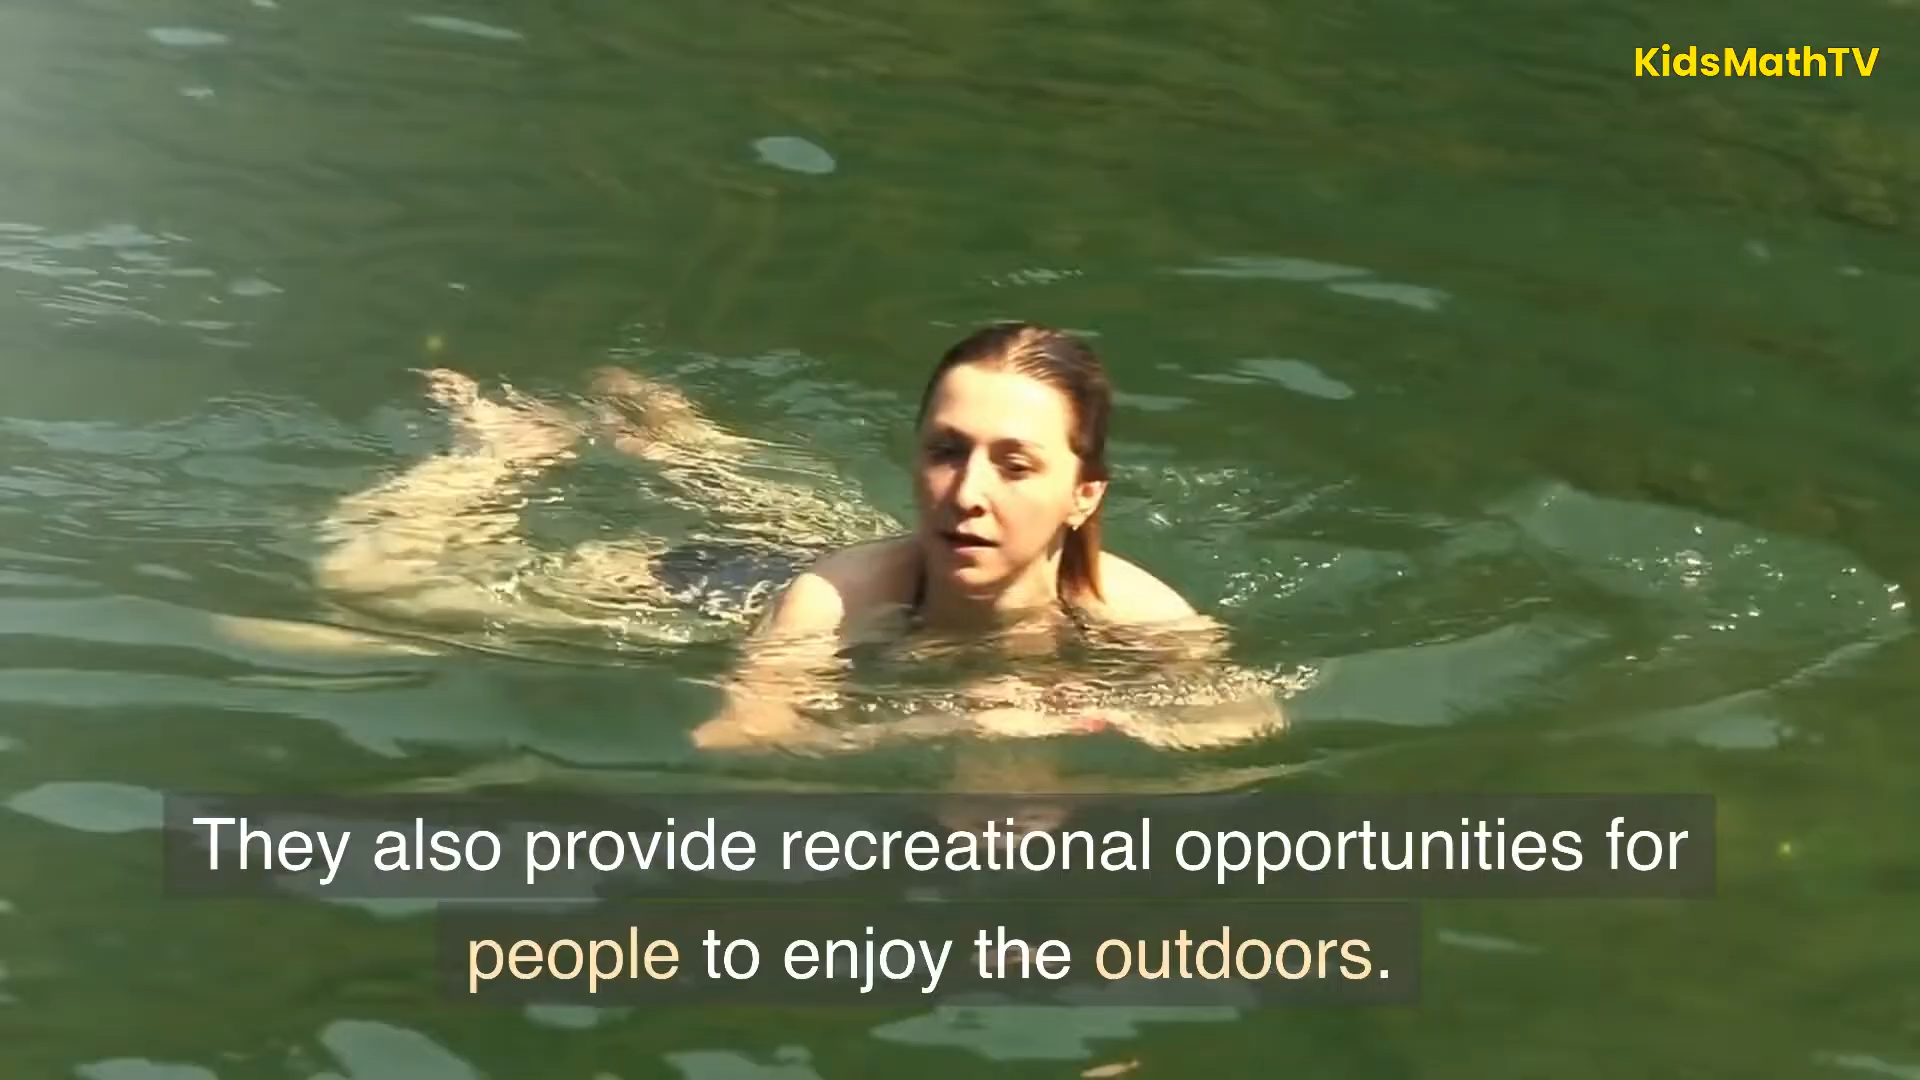 KidsMathTV
They also provide recreational opportunities for
people to enjoy the outdoors.